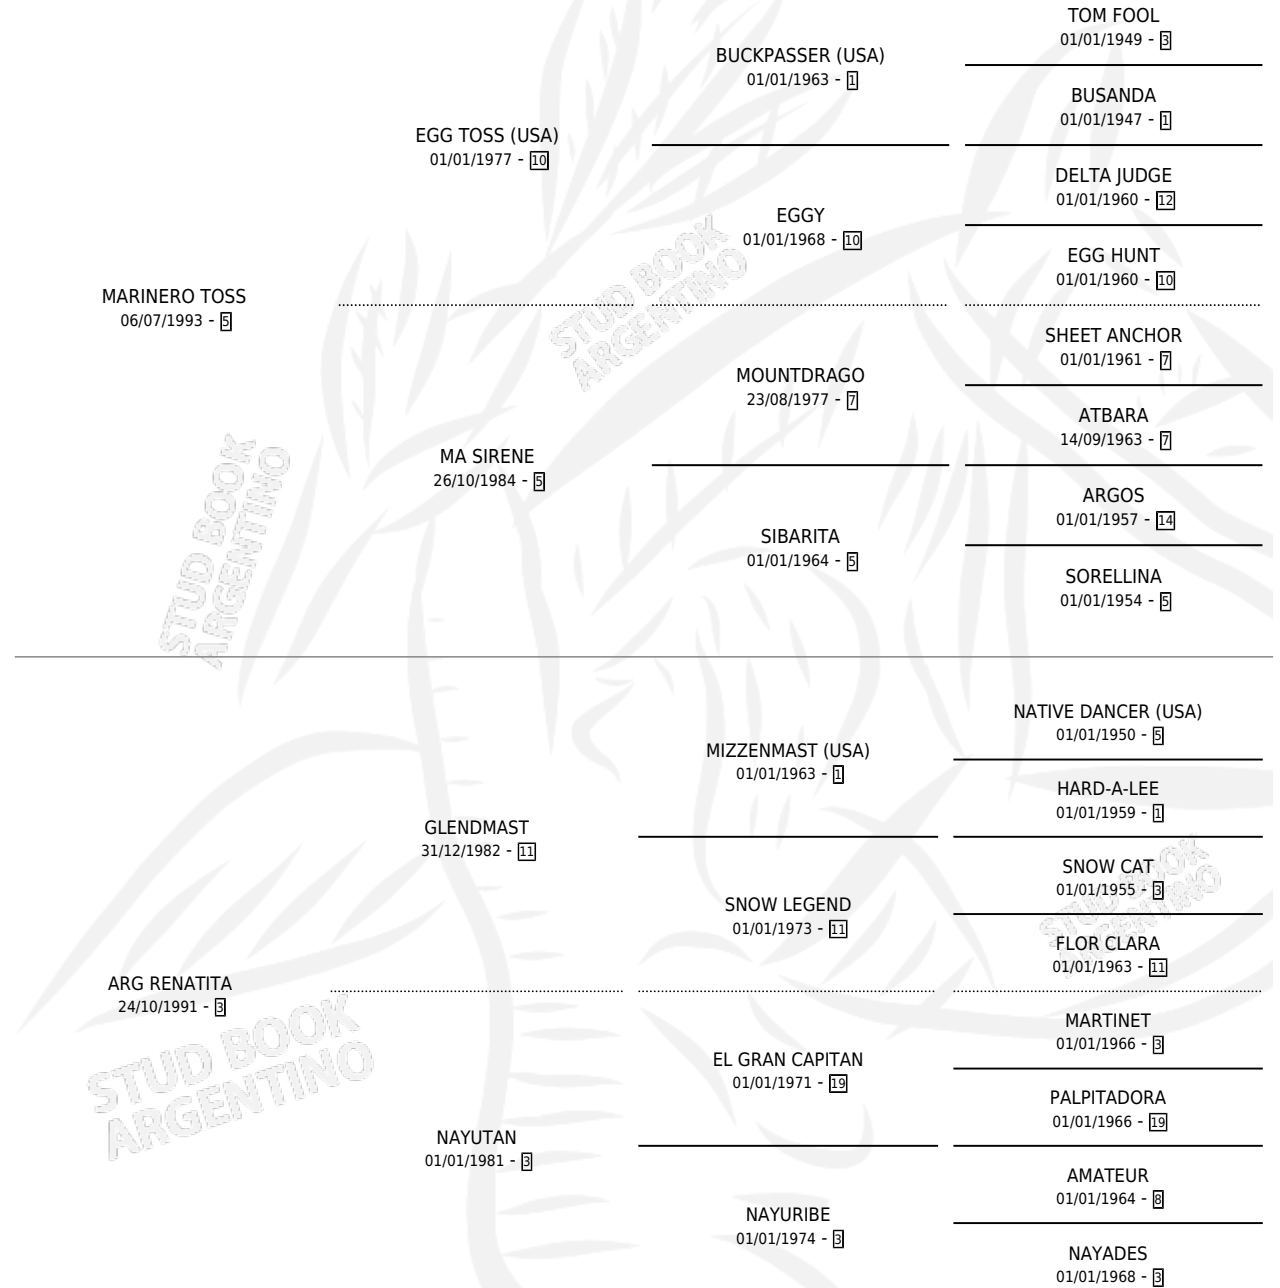 TOM FOOL
01/01/1949 - 3
BUCKPASSER (USA)
01/01/1963 - 1
BUSANDA
01/01/1947 - 1
EGG TOSS (USA)
01/01/1977 - 10
DELTA JUDGE
01/01/1960 - 12
EGGY
01/01/1968 - 10
EGG HUNT
01/01/1960 - 10
STUD BOOK
ARGENTINO
MARINERO TOSS
06/07/1993 - 5
SHEET ANCHOR
01/01/1961 - 7
MOUNTDRAGO
23/08/1977 - 7
ATBARA
14/09/1963 - 7
MA SIRENE
26/10/1984 - 5
ARGOS
01/01/1957 - 14
SIBARITA
01/01/1964 - 5
SORELLINA
01/01/1954 - 5
STUD BOOK
ARGENTINO
NATIVE DANCER (USA)
01/01/1950 - 5
MIZZENMAST (USA)
01/01/1963 - 1
HARD-A-LEE
01/01/1959 - 1
GLENDMAST
31/12/1982 - 11
SNOW CAT
01/01/1955 - 3
SNOW LEGEND
01/01/1973 - 11
FLOR CLARA
01/01/1963 - 11
STUD BOOK
ARGENTINO
ARG RENATITA
24/10/1991 - 3
MARTINET
01/01/1966 - 3
EL GRAN CAPITAN
01/01/1971 - 19
PALPITADORA
01/01/1966 - 19
STUD BOOK
ARGENTINO
NAYUTAN
01/01/1981 - 3
AMATEUR
01/01/1964 - 8
NAYURIBE
01/01/1974 - 3
NAYADES
01/01/1968 - 3